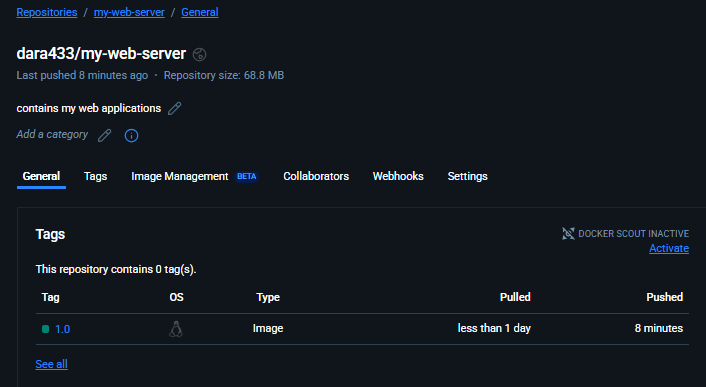 Repositories / my-web-server / General
dara433/my-web-server
Last pushed 8 minutes ago • Repository size: 68.8 MB
contains my web applications
Add a category
General Tags Image Management BETA Collaborators Webhooks Settings
Tags
DOCKER SCOUT INACTIVE
Activate
This repository contains 0 tag(s).
Tag OS Type Pulled Pushed
1.0 Image less than 1 day 8 minutes
See all